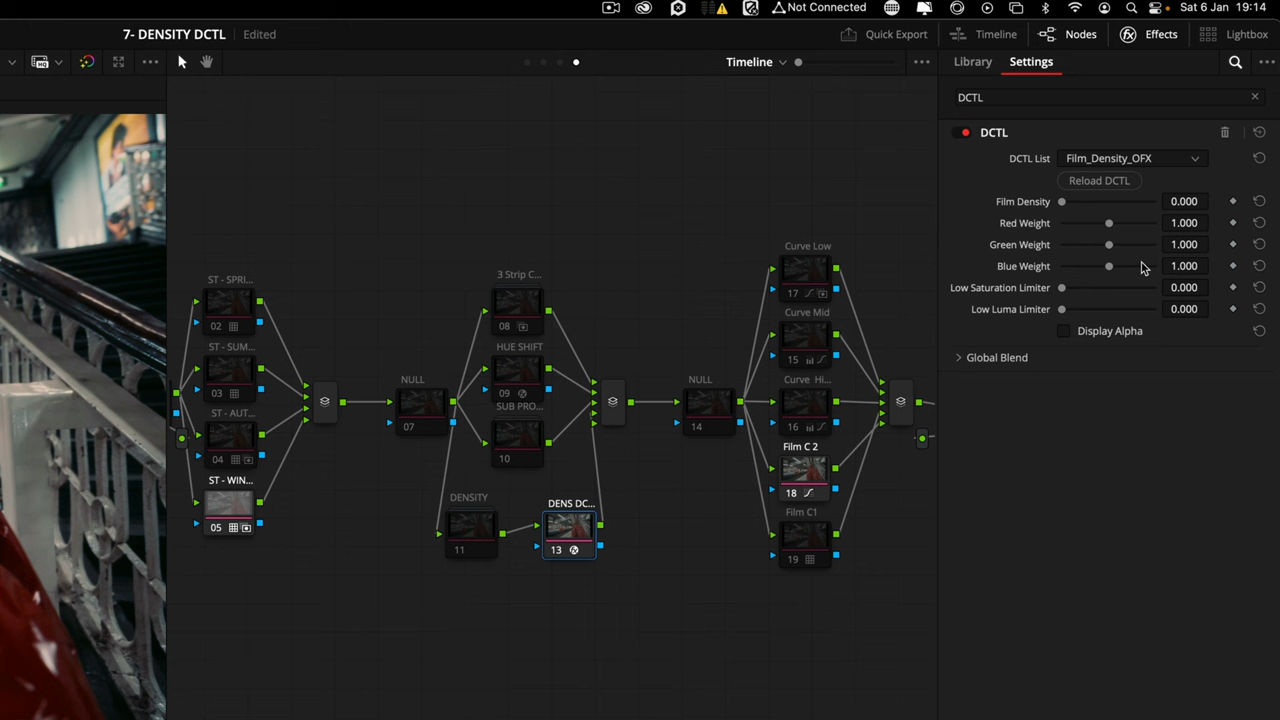 Not Connected
Sat 6 Jan 19:14
7- DENSITY DCTL Edited
Quick Export
Timeline
Nodes
Effects
Lightbox
Timeline
Library
Settings
DCTL
DCTL
DCTL List
Film_Density_OFX
Reload DCTL
Film Density 0.000
Red Weight 1.000
Green Weight 1.000
Blue Weight 1.000
Low Saturation Limiter 0.000
Low Luma Limiter 0.000
Display Alpha
Global Blend
ST - SPRI...
02
ST - SUM...
03
ST - AUT...
04
ST - WIN...
05
NULL
07
3 Strip C...
08
HUE SHIFT
09
SUB PRO...
10
DENSITY
11
DENS DC...
13
NULL
14
Curve Low
17
Curve Mid
15
Curve Hi...
16
Film C 2
18
Film C1
19